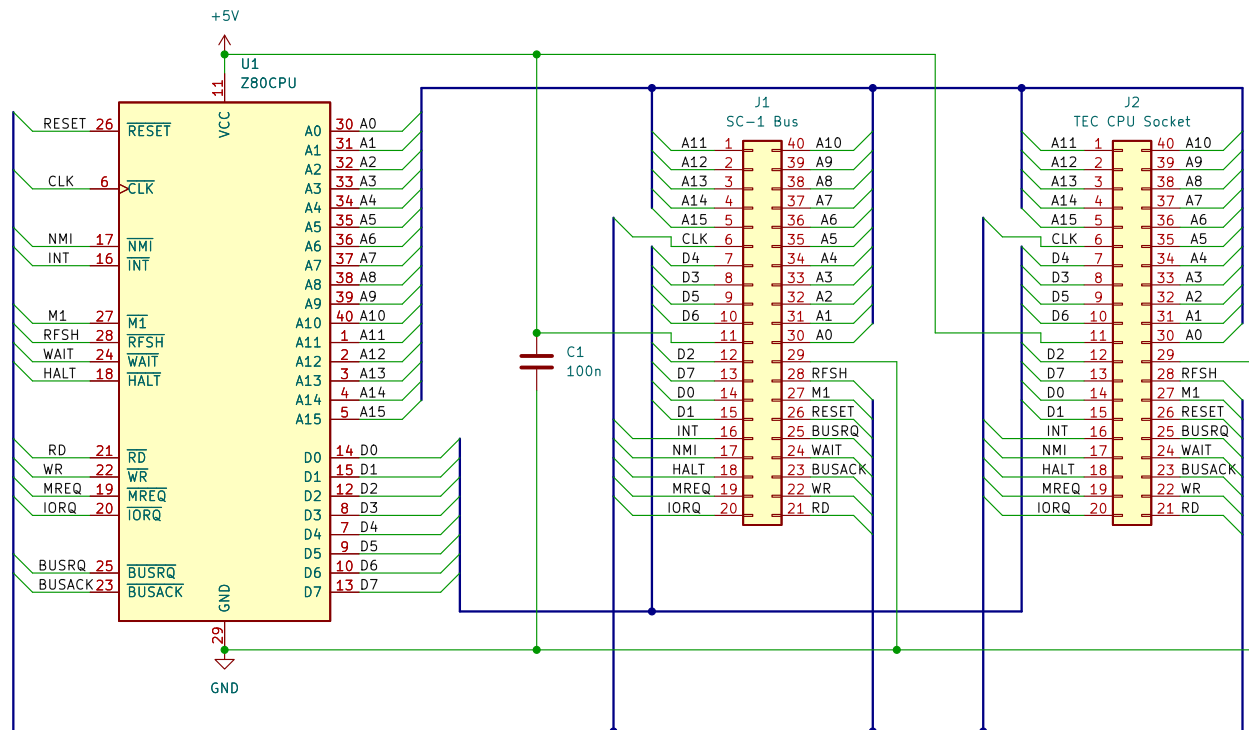 +5V
U1
Z80CPU
11
VCC
RESET 26 RESET
CLK 6 CLK
NMI 17 NMI
INT 16 INT
M1 27 M1
RFSH 28 RFSH
WAIT 24 WAIT
HALT 18 HALT
RD 21 RD
WR 22 WR
MREQ 19 MREQ
IORQ 20 IORQ
BUSRQ 25 BUSRQ
BUSACK 23 BUSACK
A0 30 A0
A1 31 A1
A2 32 A2
A3 33 A3
A4 34 A4
A5 35 A5
A6 36 A6
A7 37 A7
A8 38 A8
A9 39 A9
A10 40 A10
A11 1 A11
A12 2 A12
A13 3 A13
A14 4 A14
A15 5 A15
D0 14 D0
D1 15 D1
D2 12 D2
D3 8 D3
D4 7 D4
D5 9 D5
D6 10 D6
D7 13 D7
GND
29
GND
C1
100n
J1
SC-1 Bus
A11 1 40 A10
A12 2 39 A9
A13 3 38 A8
A14 4 37 A7
A15 5 36 A6
CLK 6 35 A5
D4 7 34 A4
D3 8 33 A3
D5 9 32 A2
D6 10 31 A1
11 30 A0
D2 12 29
D7 13 28 RFSH
D0 14 27 M1
D1 15 26 RESET
INT 16 25 BUSRQ
NMI 17 24 WAIT
HALT 18 23 BUSACK
MREQ 19 22 WR
IORQ 20 21 RD
J2
TEC CPU Socket
A11 1 40 A10
A12 2 39 A9
A13 3 38 A8
A14 4 37 A7
A15 5 36 A6
CLK 6 35 A5
D4 7 34 A4
D3 8 33 A3
D5 9 32 A2
D6 10 31 A1
11 30 A0
D2 12 29
D7 13 28 RFSH
D0 14 27 M1
D1 15 26 RESET
INT 16 25 BUSRQ
NMI 17 24 WAIT
HALT 18 23 BUSACK
MREQ 19 22 WR
IORQ 20 21 RD